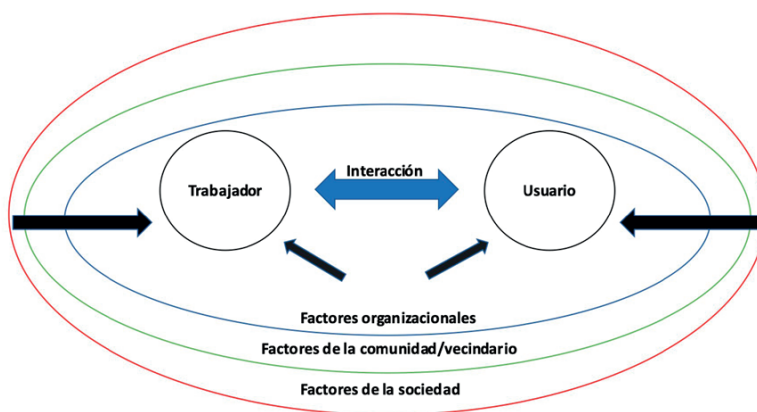 Interacción
Trabajador
Usuario
Factores organizacionales
Factores de la comunidad/vecindario
Factores de la sociedad